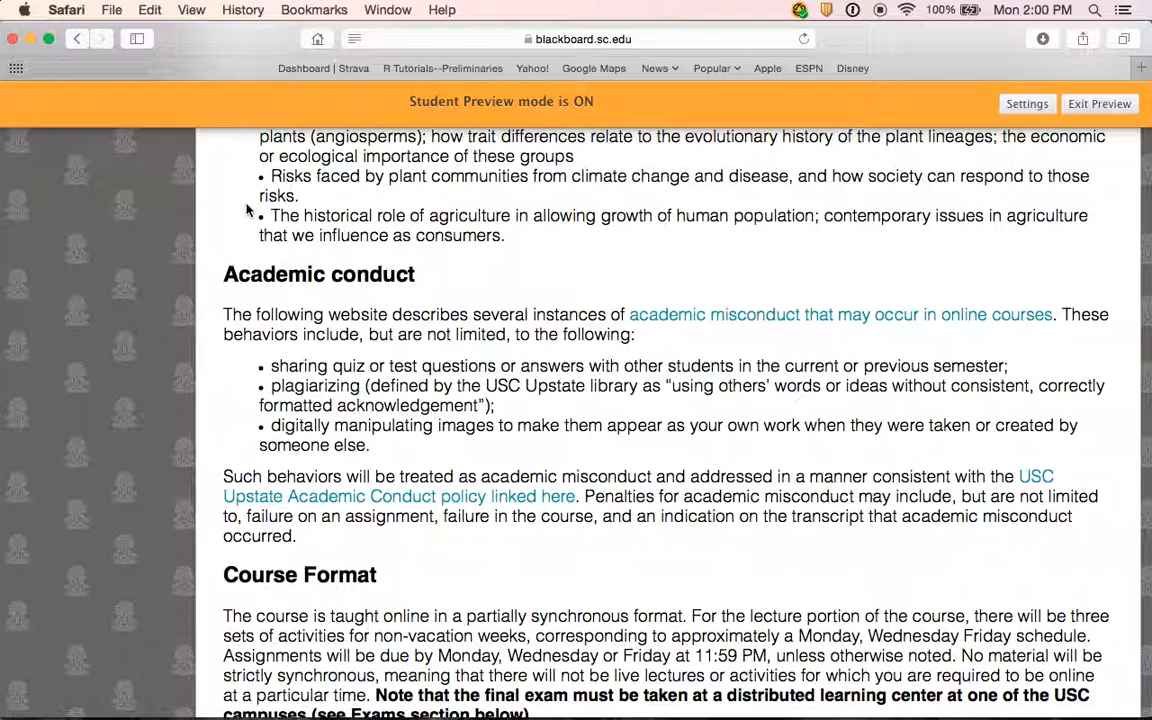 Safari File Edit View History Bookmarks Window Help 100% Mon 2:00 PM
blackboard.sc.edu
Dashboard | Strava R Tutorials--Preliminaries Yahoo! Google Maps News Popular Apple ESPN Disney
Student Preview mode is ON Settings Exit Preview
plants (angiosperms); how trait differences relate to the evolutionary history of the plant lineages; the economic
or ecological importance of these groups
• Risks faced by plant communities from climate change and disease, and how society can respond to those
risks.
• The historical role of agriculture in allowing growth of human population; contemporary issues in agriculture
that we influence as consumers.
Academic conduct
The following website describes several instances of academic misconduct that may occur in online courses. These
behaviors include, but are not limited, to the following:
• sharing quiz or test questions or answers with other students in the current or previous semester;
• plagiarizing (defined by the USC Upstate library as “using others' words or ideas without consistent, correctly
formatted acknowledgement”);
• digitally manipulating images to make them appear as your own work when they were taken or created by
someone else.
Such behaviors will be treated as academic misconduct and addressed in a manner consistent with the USC
Upstate Academic Conduct policy linked here. Penalties for academic misconduct may include, but are not limited
to, failure on an assignment, failure in the course, and an indication on the transcript that academic misconduct
occurred.
Course Format
The course is taught online in a partially synchronous format. For the lecture portion of the course, there will be three
sets of activities for non-vacation weeks, corresponding to approximately a Monday, Wednesday Friday schedule.
Assignments will be due by Monday, Wednesday or Friday at 11:59 PM, unless otherwise noted. No material will be
strictly synchronous, meaning that there will not be live lectures or activities for which you are required to be online
at a particular time. Note that the final exam must be taken at a distributed learning center at one of the USC
campuses (see Exams section below)